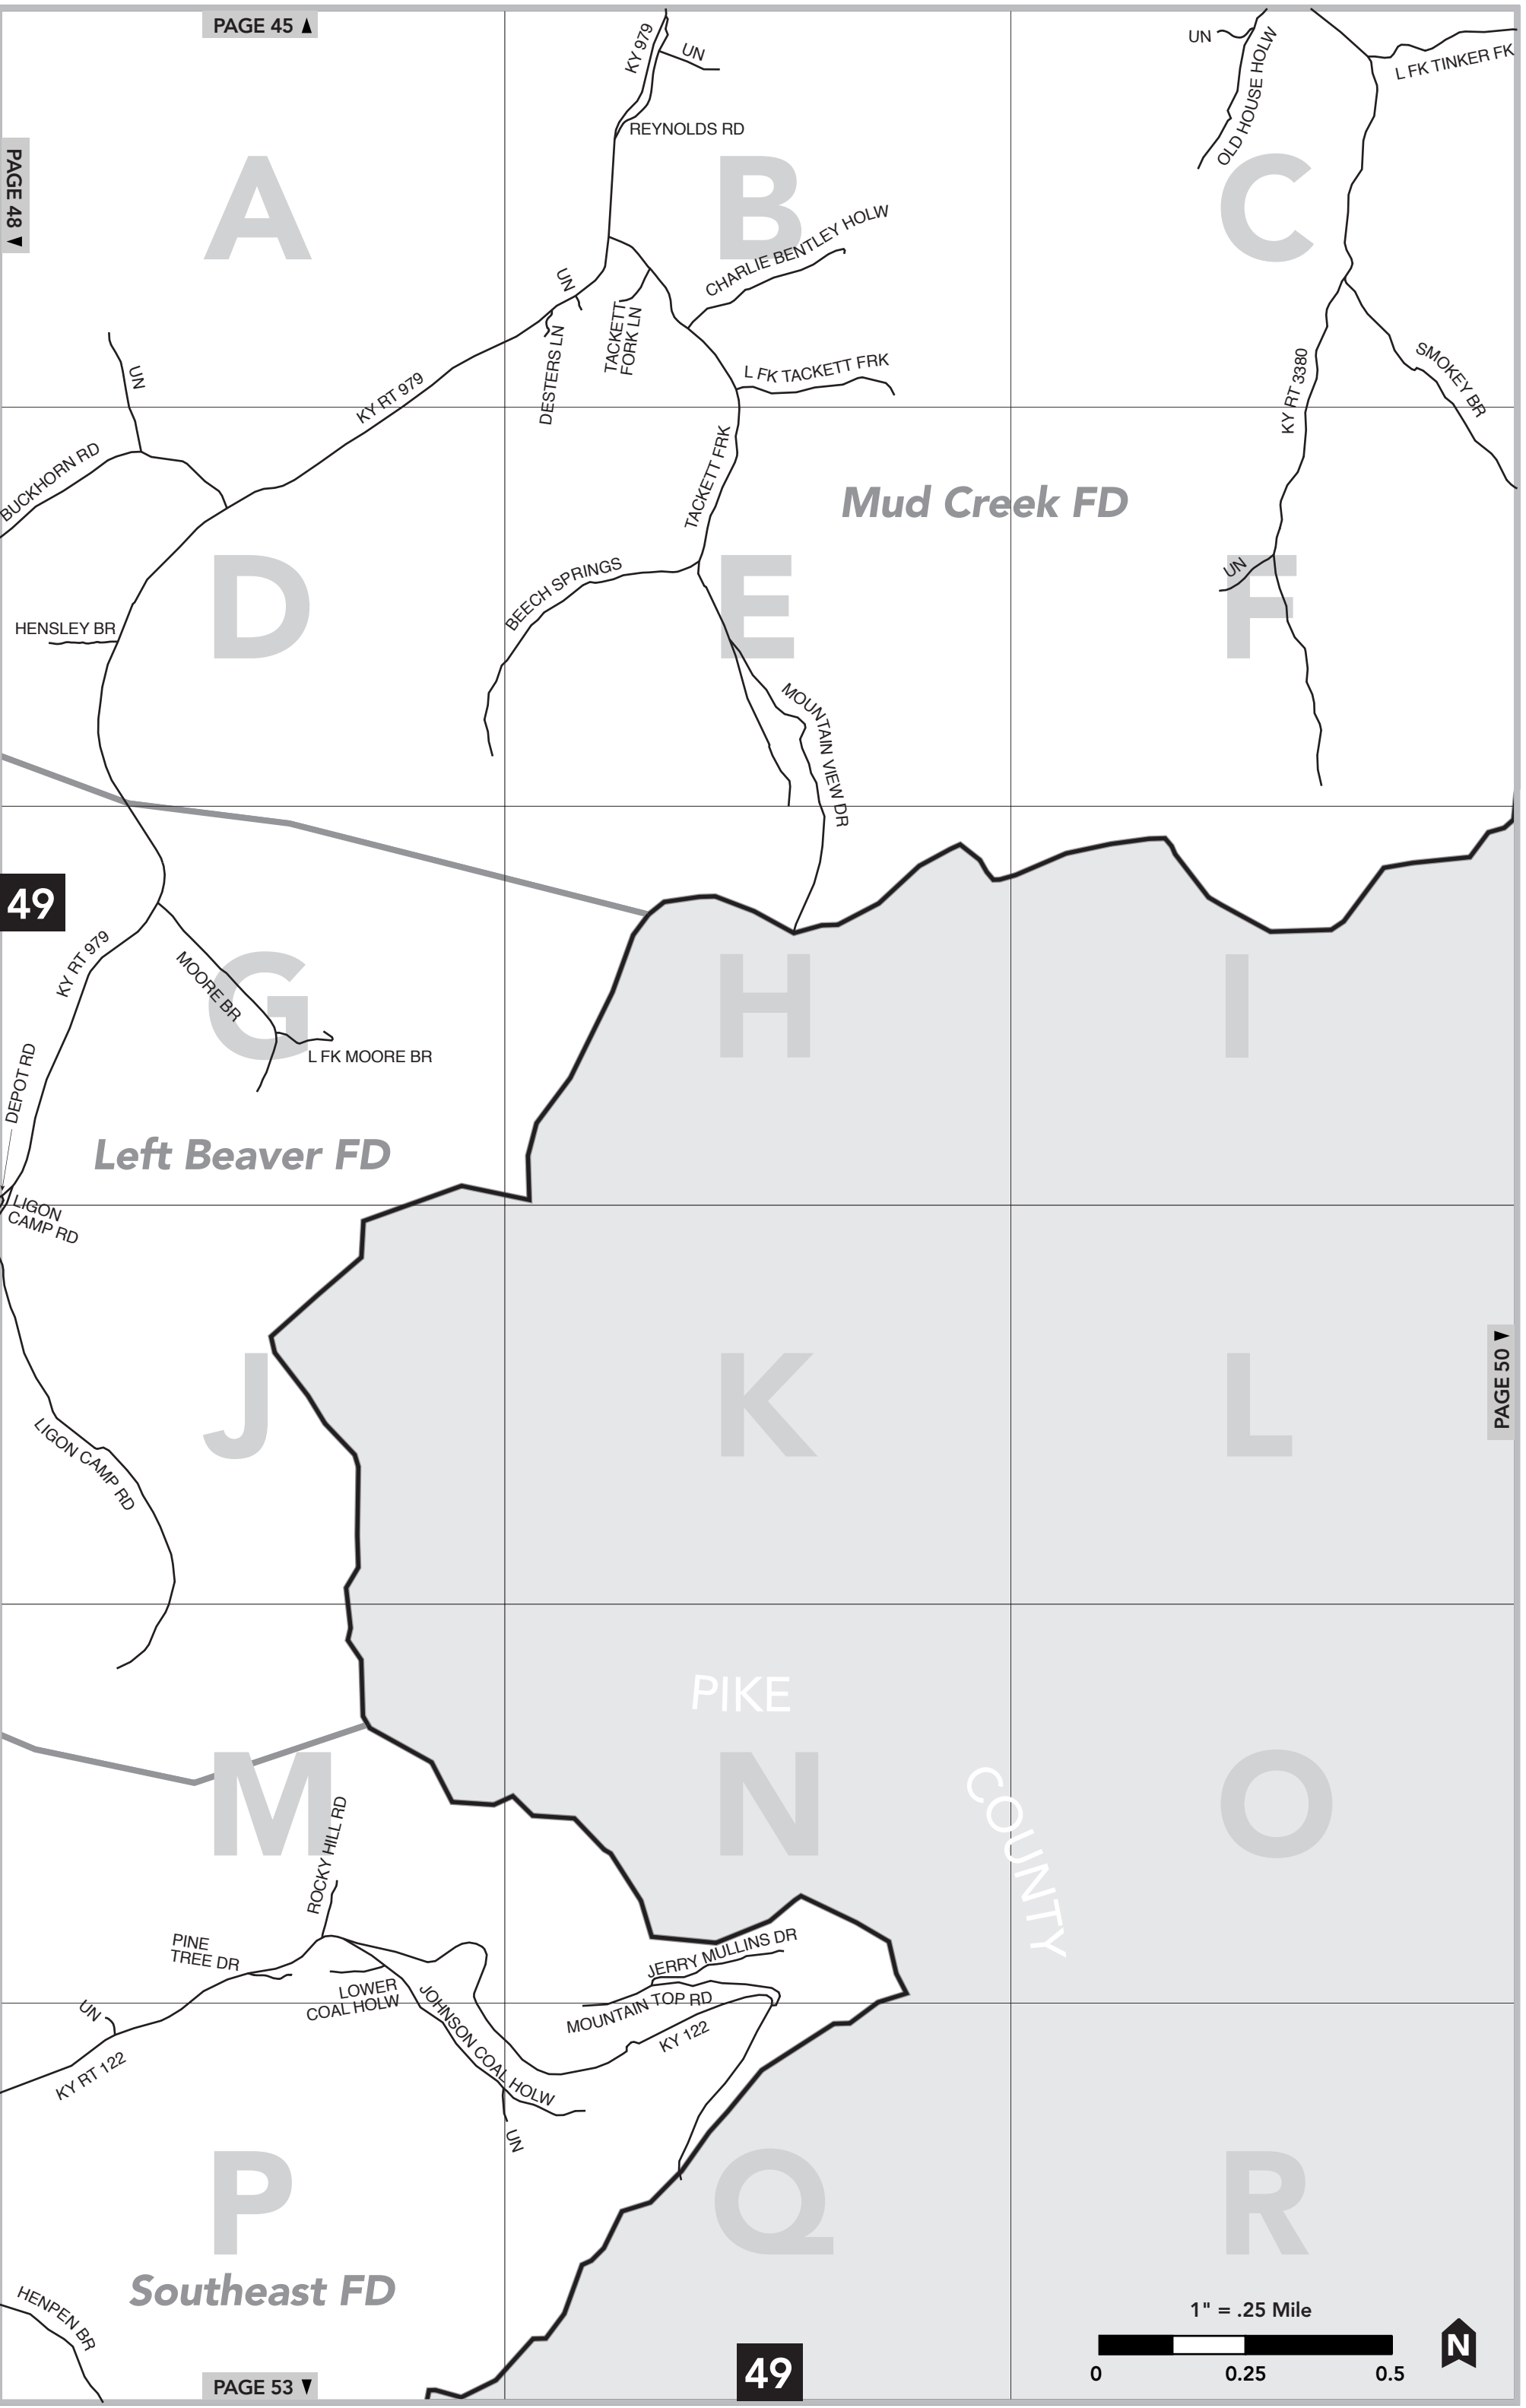 PAGE 45 ▲
KY 979
UN
UN
OLD HOUSE HOLW
L FK TINKER FK
REYNOLDS RD
PAGE 48 ▲
A
B
C
CHARLIE BENTLEY HOLW
UN
TACKETT
FORK LN
DESTERS LN
L FK TACKETT FRK
UN
KY RT 979
KY RT 3380
SMOKEY BR
BUCKHORN RD
TACKETT FRK
Mud Creek FD
D
E
F
BEECH SPRINGS
UN
HENSLEY BR
MOUNTAIN VIEW DR
49
KY RT 979
MOORE BR
G
H
I
L FK MOORE BR
DEPOT RD
Left Beaver FD
LIGON
CAMP RD
PAGE 50 ▲
J
K
L
LIGON CAMP RD
PIKE
COUNTY
M
N
O
ROCKY HILL RD
PINE
TREE DR
JERRY MULLINS DR
LOWER
COAL HOLW
JOHNSON COAL HOLW
MOUNTAIN TOP RD
UN
KY 122
KY RT 122
UN
P
Q
R
Southeast FD
HENPEN BR
1" = .25 Mile
N
0 0.25 0.5
PAGE 53 ▼
49